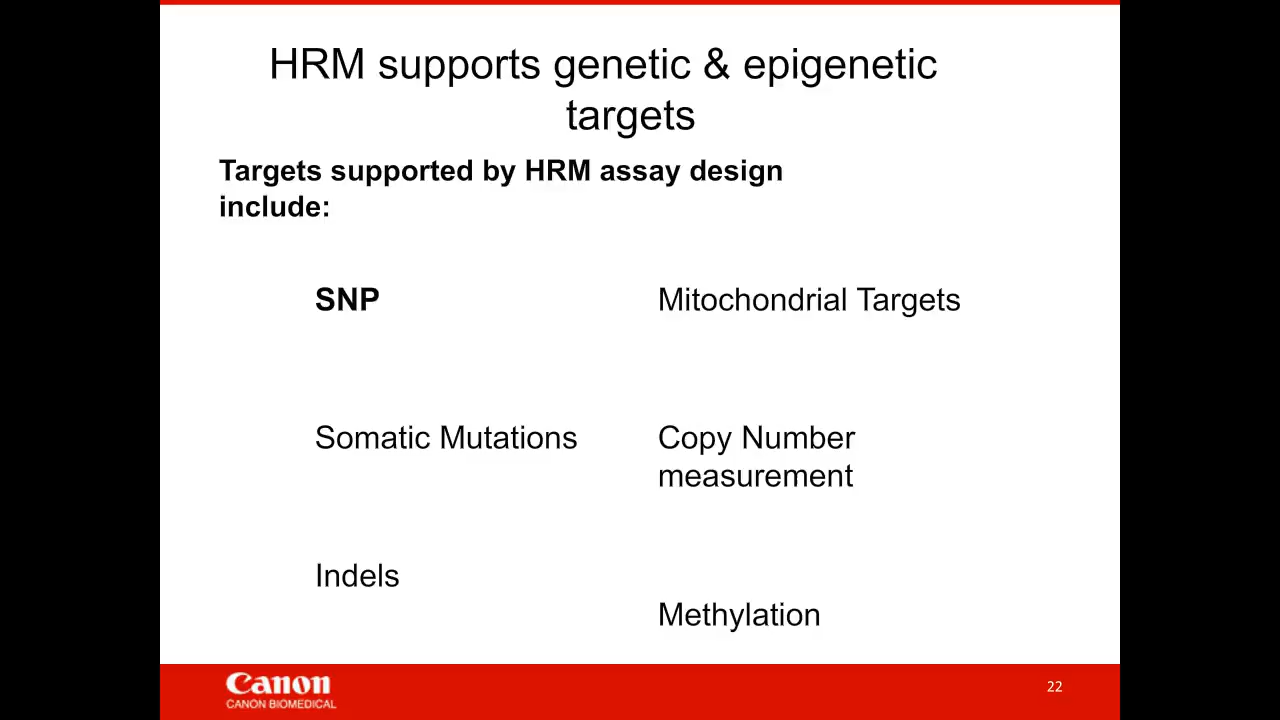 HRM supports genetic & epigenetic
targets
Targets supported by HRM assay design
include:
SNP
Somatic Mutations
Indels
Mitochondrial Targets
Copy Number
measurement
Methylation
Canon
CANON BIOMEDICAL
22